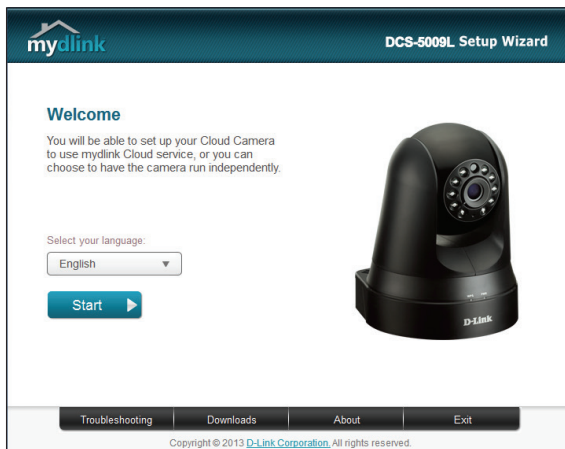 mydlink
DCS-5009L Setup Wizard
Welcome
You will be able to set up your Cloud Camera
to use mydlink Cloud service, or you can
choose to have the camera run independently.
Select your language:
English
Start
D-Link
Troubleshooting
Downloads
About
Exit
Copyright © 2013 D-Link Corporation. All rights reserved.